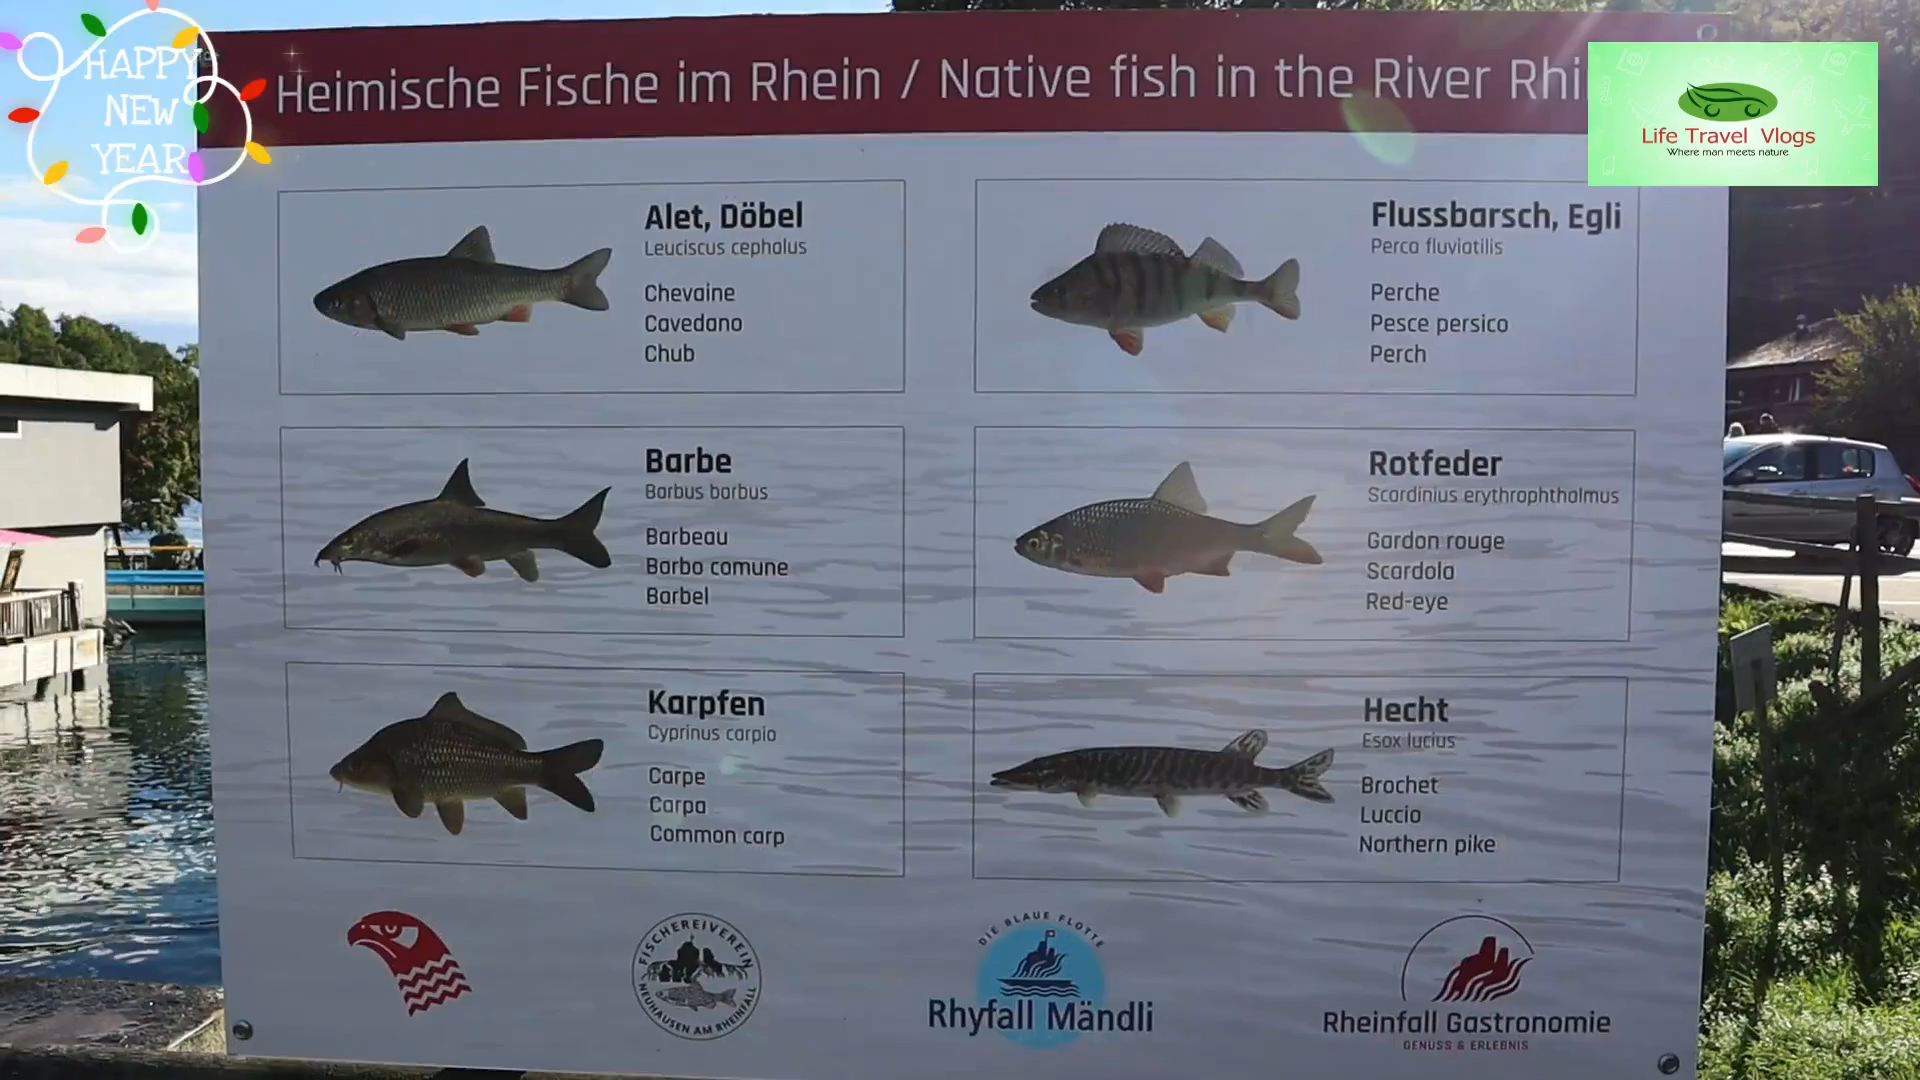 HAPPY
NEW
YEAR
Heimische Fische im Rhein / Native fish in the River
Life Travel Vlogs
Where man meets nature
Alet, Döbel
Leuciscus cephalus
Chevaine
Cavedano
Chub
Flussbarsch, Egli
Perca fluviatilis
Perche
Pesce persico
Perch
Barbe
Barbus barbus
Barbeau
Barbo comune
Barbel
Rotfeder
Scardinius erythrophthalmus
Gardon rouge
Scardola
Red-eye
Karpfen
Cyprinus carpio
Carpe
Carpa
Common carp
Hecht
Esox lucius
Brochet
Luccio
Northern pike
FISCHEREIVEREIN
NEUHAUSEN AM RHEINFALL
DIE BLAUE FLOTTE
Rhyfall Mändli
Rheinfall Gastronomie
GENUSS & ERLEBNIS